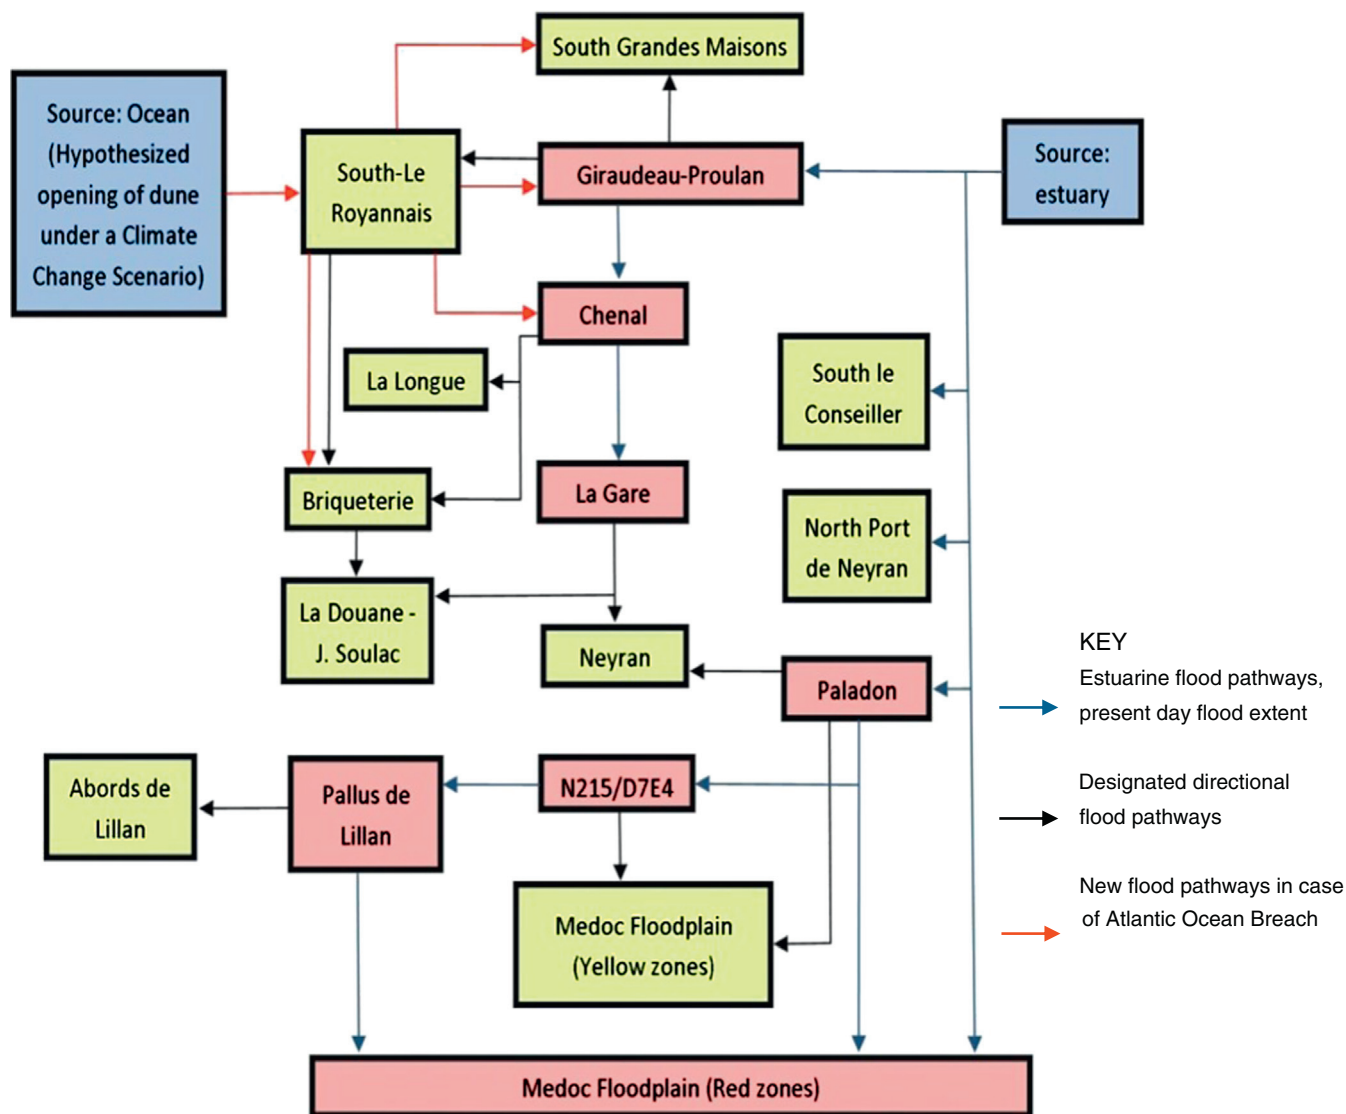 South Grandes Maisons
Source: Ocean
(Hypothesized
opening of dune
under a Climate
Change Scenario)
South-Le
Royannais
Giraudeau-Proulan
Source:
estuary
Chenal
La Longue
South le
Conseiller
Briqueterie
La Gare
North Port
de Neyran
La Douane -
J. Soulac
Neyran
Paladon
KEY
Estuarine flood pathways,
present day flood extent
Designated directional
flood pathways
New flood pathways in case
of Atlantic Ocean Breach
Abords de
Lillan
Pallus de
Lillan
N215/D7E4
Medoc Floodplain
(Yellow zones)
Medoc Floodplain (Red zones)